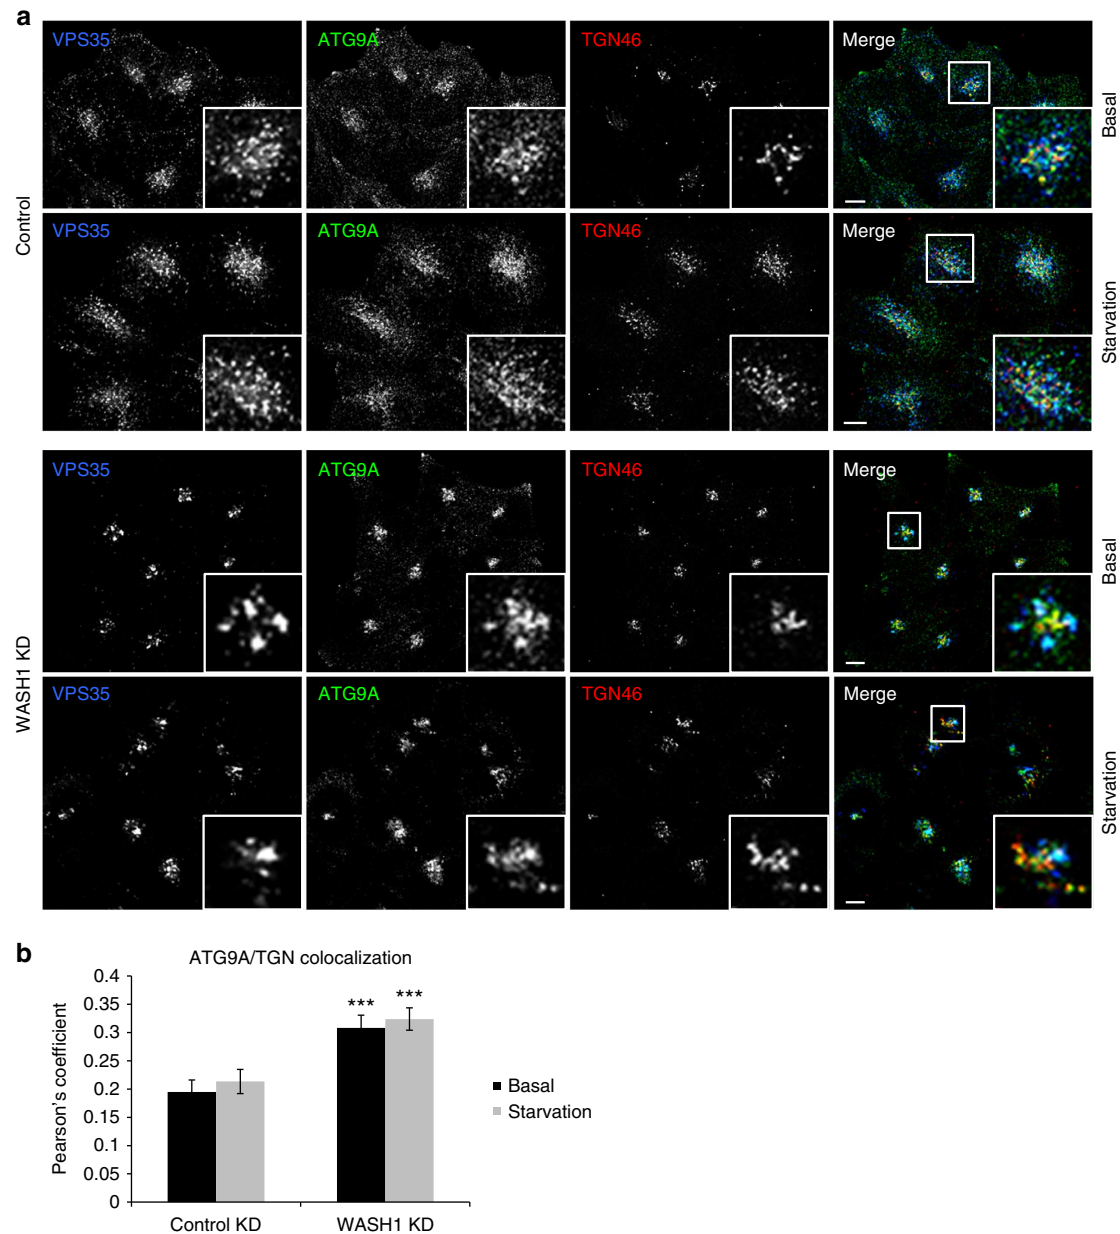 a
VPS35 ATG9A TGN46 Merge
Basal
Control
VPS35 ATG9A TGN46 Merge
Starvation
VPS35 ATG9A TGN46 Merge
Basal
WASH1 KD
VPS35 ATG9A TGN46 Merge
Starvation
b
ATG9A/TGN colocalization
Pearson's coefficient
0.4
0.35
0.3
0.25
0.2
0.15
0.1
0.05
0
*** ***
Basal
Starvation
Control KD WASH1 KD